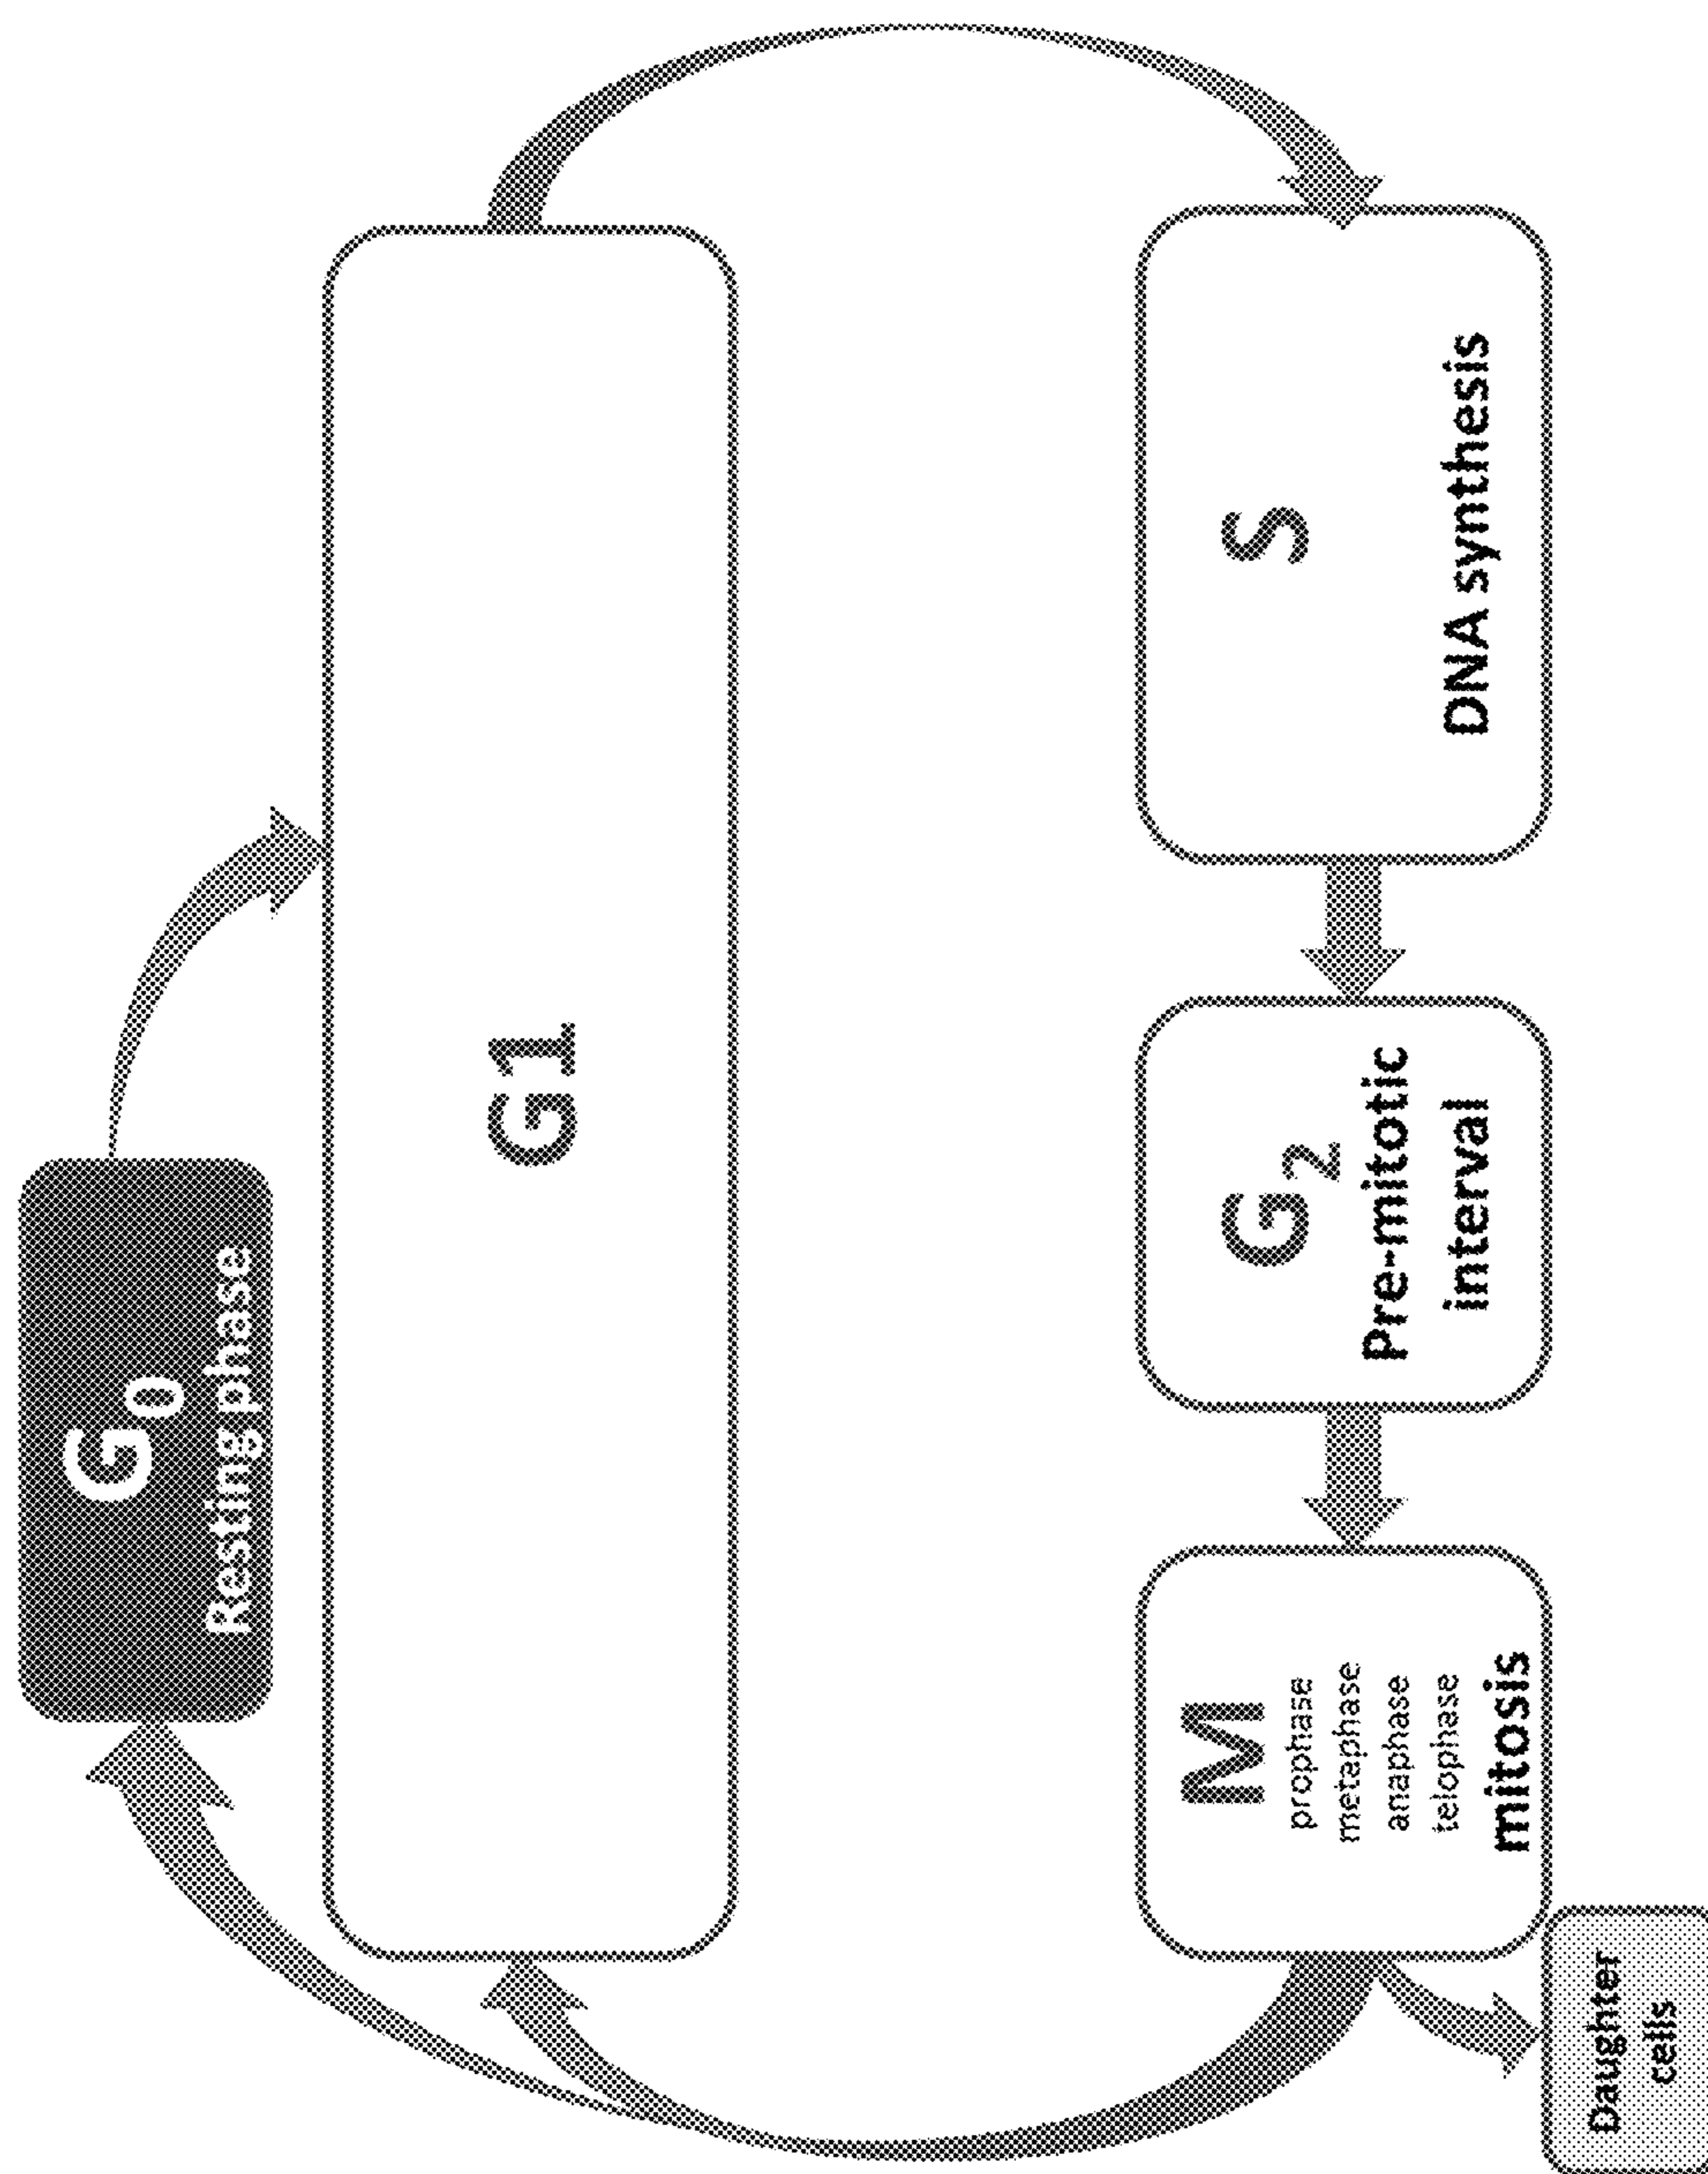 G₀
Resting phase
G1
S
DNA synthesis
G₂
Pre-mitotic
interval
M
prophase
metaphase
anaphase
telophase
mitosis
Daughter
cells